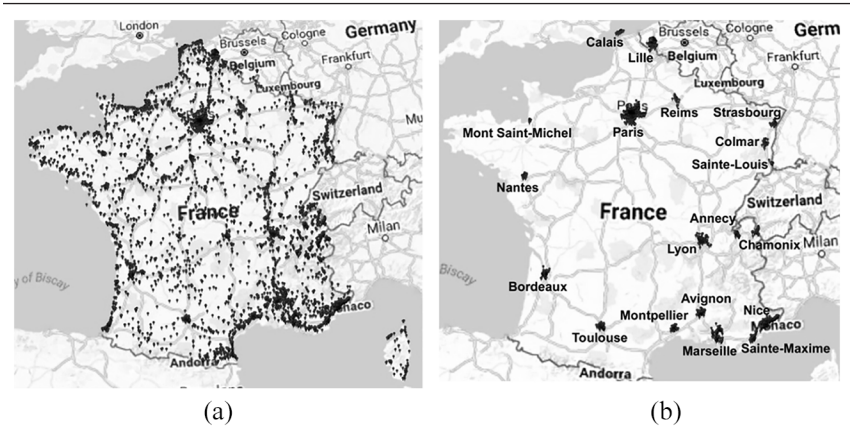 London
Germany
Brussels
Cologne
Belgium
Frankfurt
Luxembourg
France
Switzerland
Milan
y of Biscay
Monaco
Andorra
(a)
Calais
Brussels
Cologne
Germ
Lille
Belgium
Frankfurt
Luxembourg
Paris
Reims
Strasbourg
Mont Saint-Michel
Paris
Colmar
Sainte-Louis
Nantes
Switzerland
France
Annecy
Lyon
Chamonix
Milan
Biscay
Bordeaux
Avignon
Montpellier
Nice
Monaco
Toulouse
Marseille
Sainte-Maxime
Andorra
(b)